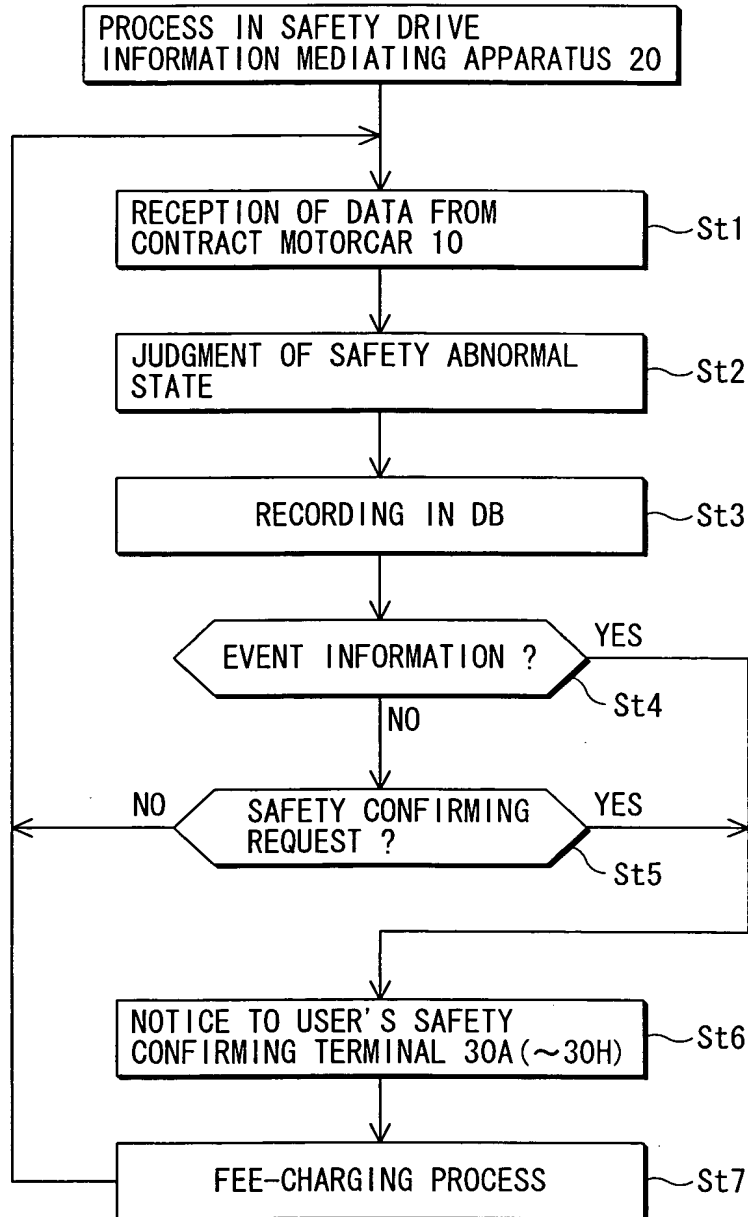 PROCESS IN SAFETY DRIVE
INFORMATION MEDIATING APPARATUS 20
RECEPTION OF DATA FROM
CONTRACT MOTORCAR 10
St1
JUDGMENT OF SAFETY ABNORMAL
STATE
St2
RECORDING IN DB
St3
EVENT INFORMATION ?
YES
St4
NO
NO
SAFETY CONFIRMING
REQUEST ?
YES
St5
NOTICE TO USER'S SAFETY
CONFIRMING TERMINAL 30A(~30H)
St6
FEE-CHARGING PROCESS
St7